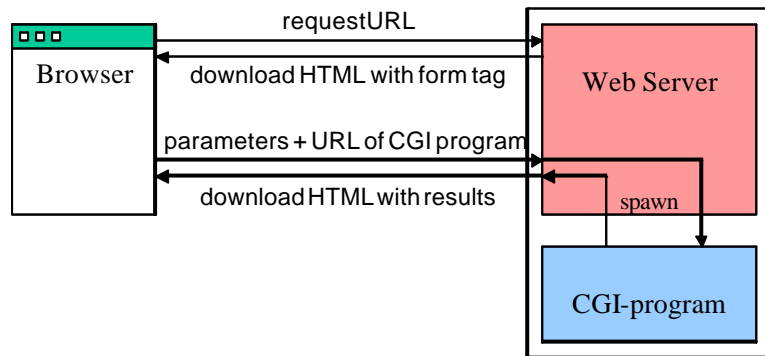 requestURL
Browser
download HTML with form tag
Web Server
parameters + URL of CGI program
download HTML with results
spawn
CGI-program